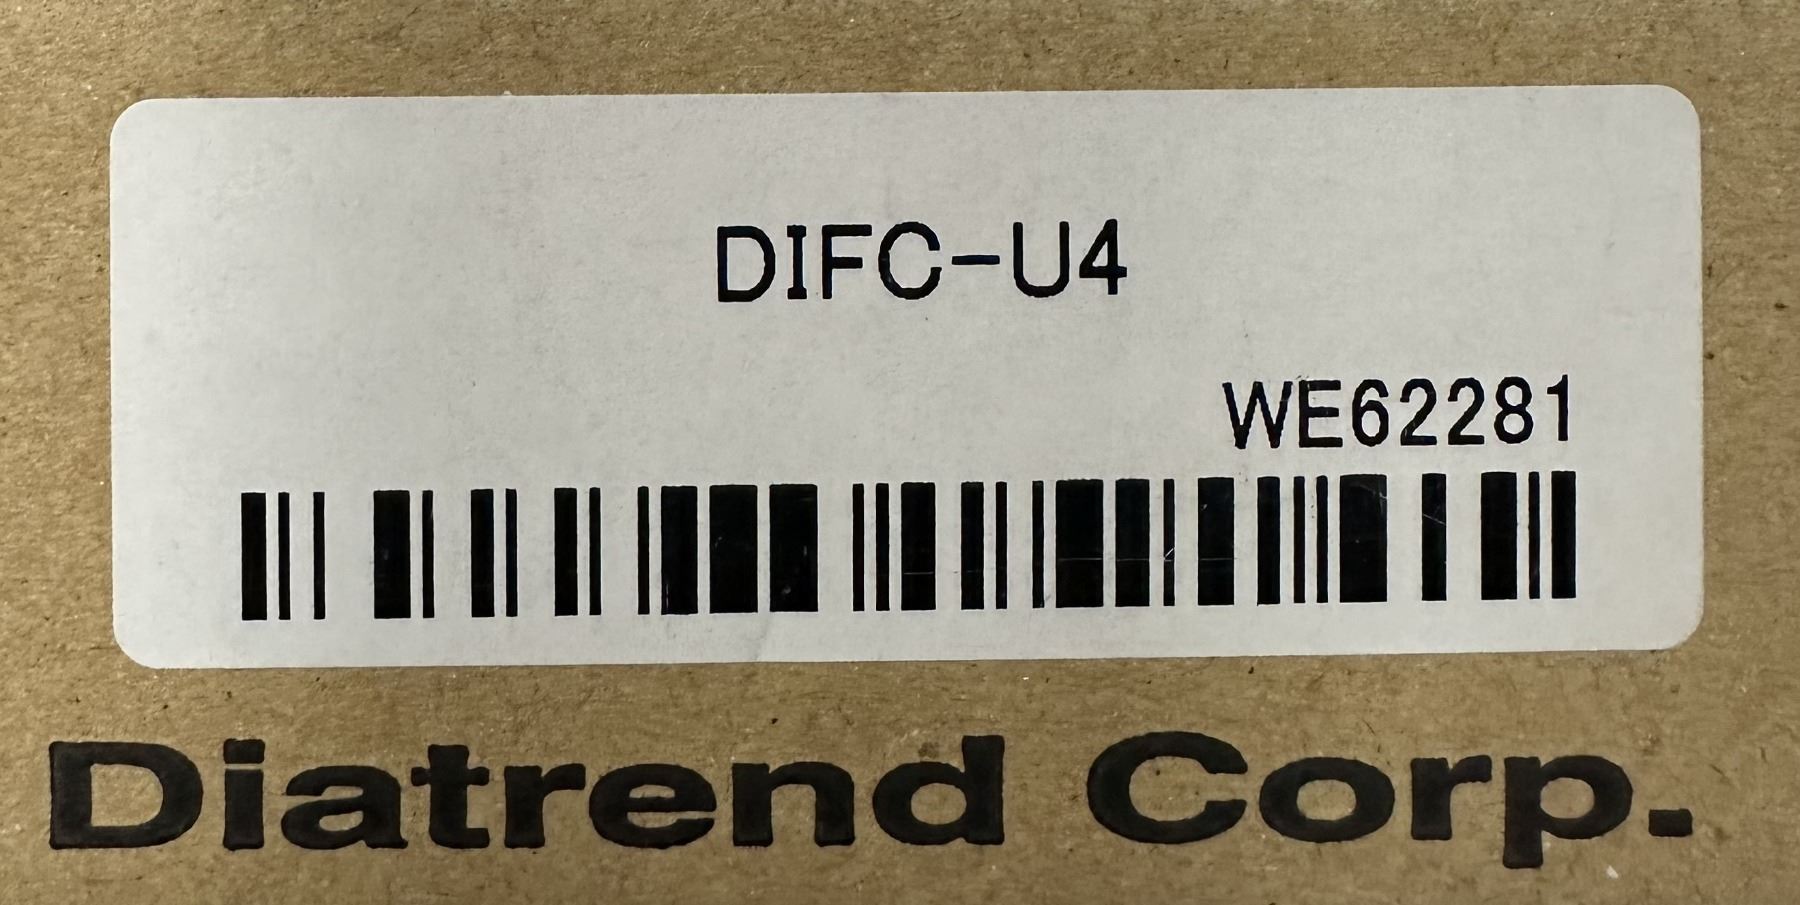 DIFC-U4
WE62281
Diatrend Corp.